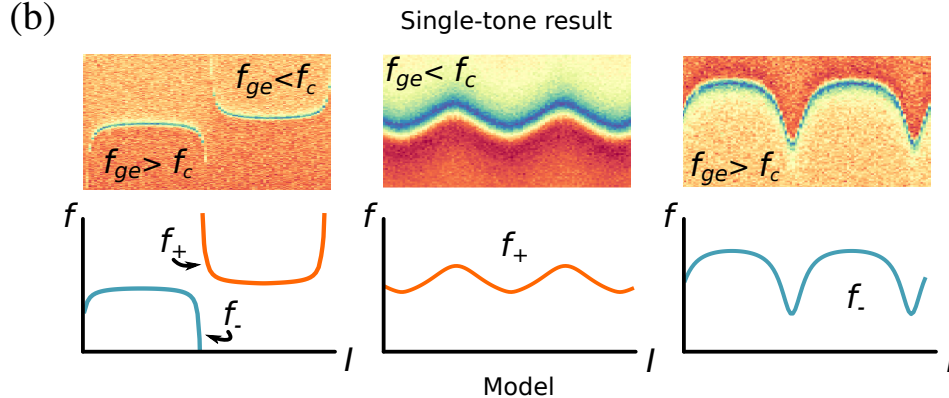 (b)
Single-tone result
f_ge<f_c
f_ge> f_c
f_ge< f_c
f_ge> f_c
f
f_+
f_-
I
f
f_+
I
f
f_-
I
Model